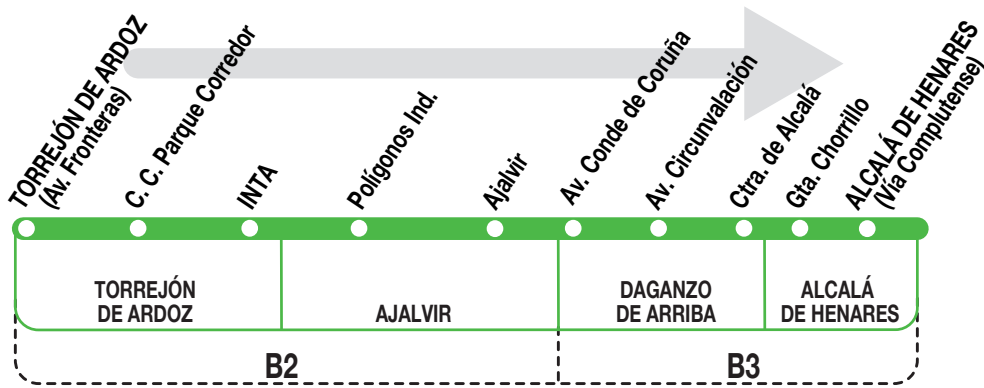 TORREJÓN DE ARDOZ
(Av. Fronteras)
C. C. Parque Corredor
INTA
Polígonos Ind.
Ajalvir
Av. Conde de Coruña
Av. Circunvalación
Ctra. de Alcalá
Gta. Chorrillo
ALCALÁ DE HENARES
(Vía Complutense)
TORREJÓN
DE ARDOZ
AJALVIR
DAGANZO
DE ARRIBA
ALCALÁ
DE HENARES
B2
B3